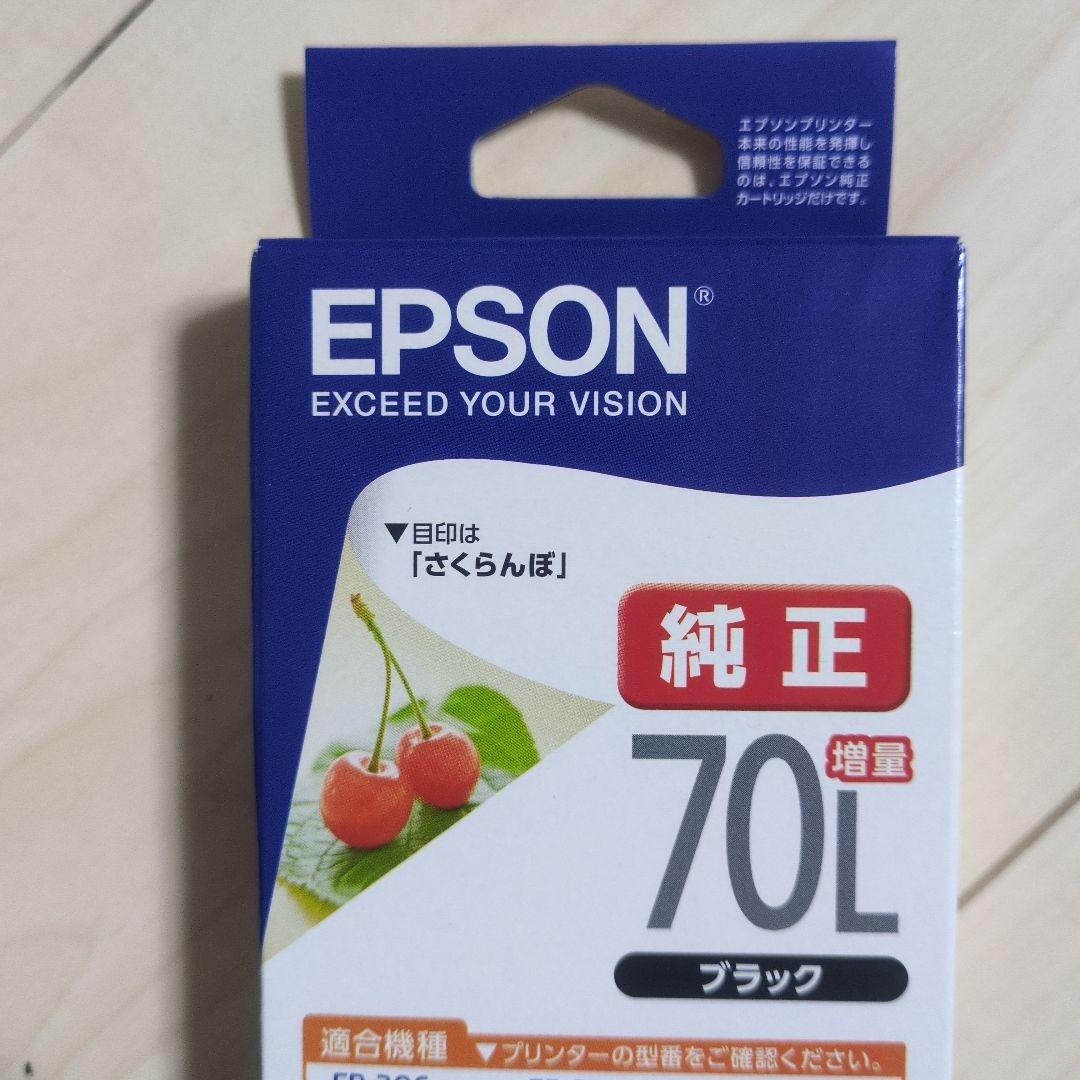 エプソンプリンター
本来の性能を発揮し
信頼性を保証できる
のは、エプソン純正
カートリッジだけです。
EPSON®
EXCEED YOUR VISION
▼目印は
「さくらんぼ」
純正
70L
増量
ブラック
適合機種
▼プリンターの型番をご確認ください。